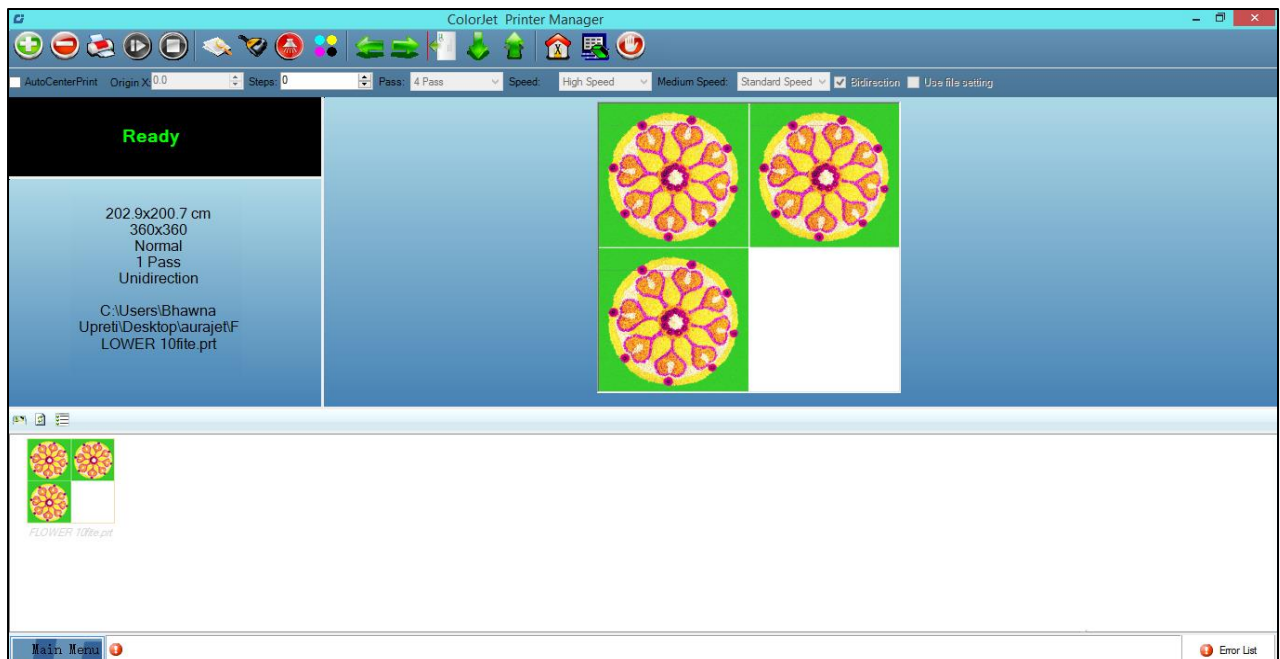 ColorJet Printer Manager
AutoCenterPrint Origin X: 0.0 Steps: 0 Pass: 4 Pass Speed: High Speed Medium Speed: Standard Speed Bidirection Use file setting
Ready
202.9x200.7 cm
360x360
Normal
1 Pass
Unidirection
C:\Users\Bhawna
Upreti\Desktop\aurajet\F
LOWER 10fite.prt
FLOWER 10fite.prt
Main Menu
Error List